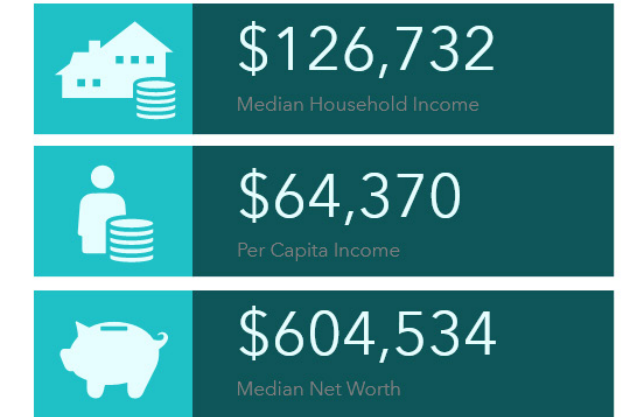 $126,732
Median Household Income
$64,370
Per Capita Income
$604,534
Median Net Worth